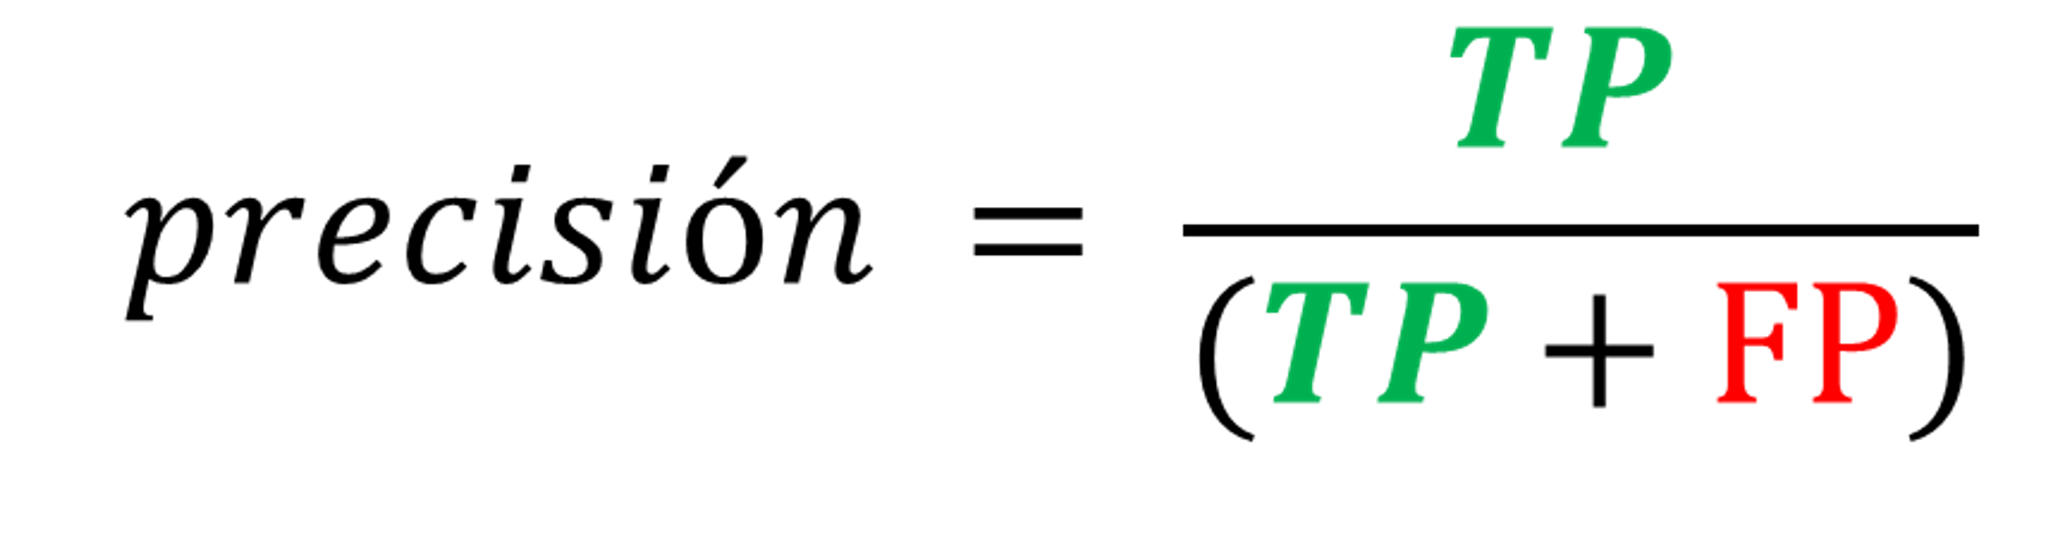 TP
precisión = 
(TP + FP)